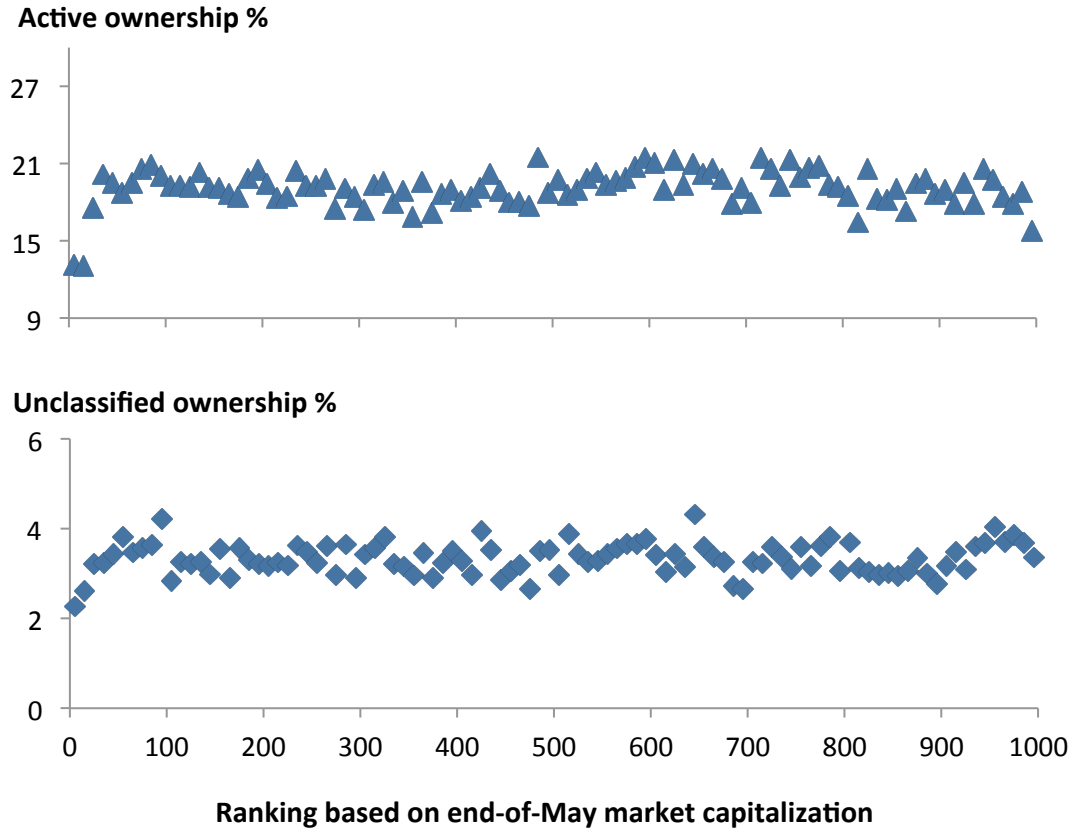 Active ownership %
27
21
15
9
Unclassified ownership %
6
4
2
0
0 100 200 300 400 500 600 700 800 900 1000
Ranking based on end-of-May market capitalization